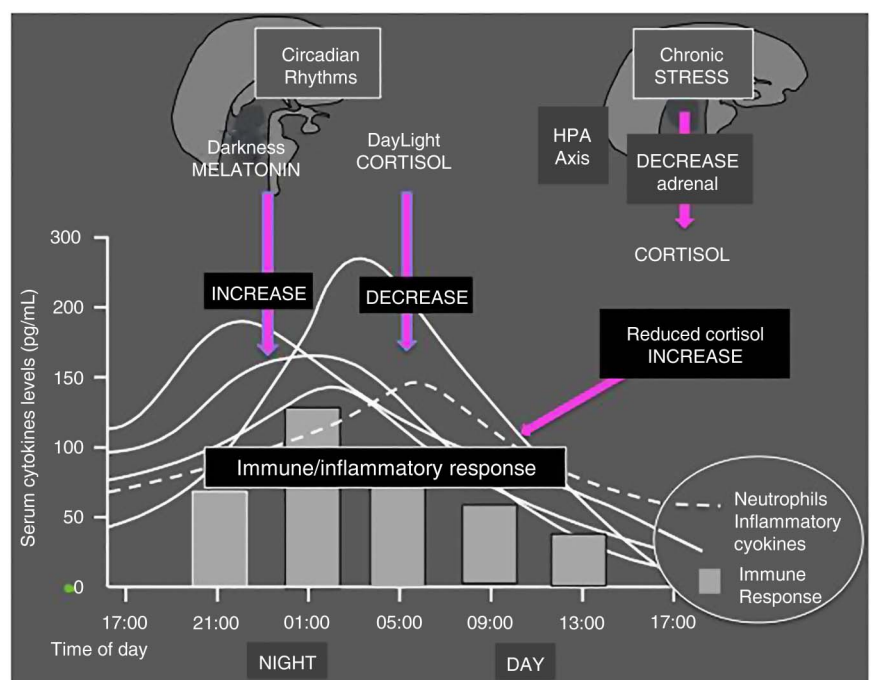 Circadian
Rhythms
Chronic
STRESS
Darkness
MELATONIN
DayLight
CORTISOL
HPA
Axis
DECREASE
adrenal
CORTISOL
INCREASE
DECREASE
Reduced cortisol
INCREASE
Serum cytokines levels (pg/mL)
300
200
150
100
50
0
Immune/inflammatory response
Neutrophils
Inflammatory
cyokines
Immune
Response
17:00 21:00 01:00 05:00 09:00 13:00 17:00
Time of day
NIGHT
DAY